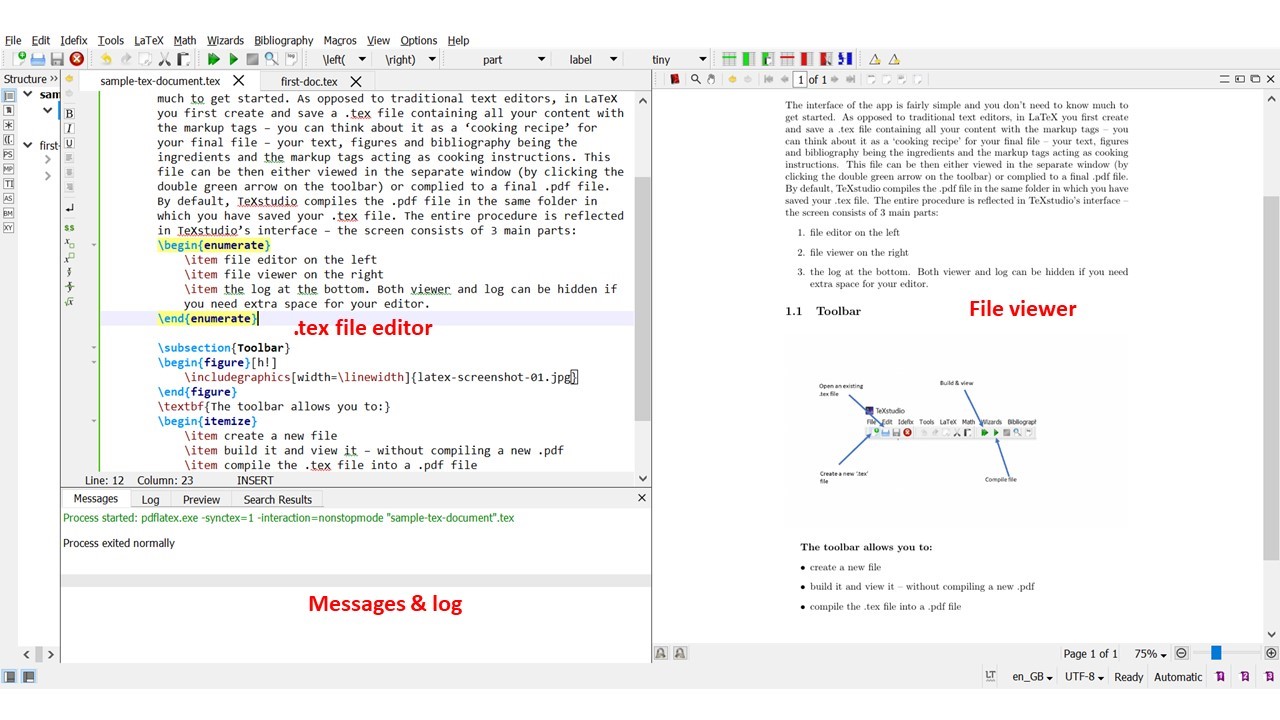 File Edit Idefix Tools LaTeX Math Wizards Bibliography Macros View Options Help
\left( \right) part label tiny
Structure >>
sample-tex-document.tex
first-doc.tex
1 of 1
sam
first-
B
I
U
PS
MP
TI
AS
BM
XY
$$
much to get started. As opposed to traditional text editors, in LaTeX
you first create and save a .tex file containing all your content with
the markup tags – you can think about it as a ‘cooking recipe’ for
your final file – your text, figures and bibliography being the
ingredients and the markup tags acting as cooking instructions. This
file can be then either viewed in the separate window (by clicking the
double green arrow on the toolbar) or complied to a final .pdf file.
By default, TeXstudio compiles the .pdf file in the same folder in
which you have saved your .tex file. The entire procedure is reflected
in TeXstudio’s interface – the screen consists of 3 main parts:
\begin{enumerate}
\item file editor on the left
\item file viewer on the right
\item the log at the bottom. Both viewer and log can be hidden if
you need extra space for your editor.
\end{enumerate}
.tex file editor
\subsection{Toolbar}
\begin{figure}[h!]
\includegraphics[width=\linewidth]{latex-screenshot-01.jpg}
\end{figure}
\textbf{The toolbar allows you to:}
\begin{itemize}
\item create a new file
\item build it and view it – without compiling a new .pdf
\item compile the .tex file into a .pdf file
Line: 12 Column: 23 INSERT
Messages Log Preview Search Results
Process started: pdflatex.exe -synctex=1 -interaction=nonstopmode "sample-tex-document".tex
Process exited normally
Messages & log
The interface of the app is fairly simple and you don’t need to know much to
get started. As opposed to traditional text editors, in LaTeX you first create
and save a .tex file containing all your content with the markup tags – you
can think about it as a ‘cooking recipe’ for your final file – your text, figures
and bibliography being the ingredients and the markup tags acting as cooking
instructions. This file can be then either viewed in the separate window (by
clicking the double green arrow on the toolbar) or complied to a final .pdf file.
By default, TeXstudio compiles the .pdf file in the same folder in which you have
saved your .tex file. The entire procedure is reflected in TeXstudio’s interface –
the screen consists of 3 main parts:
1. file editor on the left
2. file viewer on the right
3. the log at the bottom. Both viewer and log can be hidden if you need
extra space for your editor.
File viewer
1.1 Toolbar
Open an existing
.tex file
Build & view
TeXstudio
File Edit Idefix Tools LaTeX Math Wizards Bibliograph
Create a new '.tex'
file
Compile file
The toolbar allows you to:
• create a new file
• build it and view it – without compiling a new .pdf
• compile the .tex file into a .pdf file
Page 1 of 1 75%
LT en_GB UTF-8 Ready Automatic 1 2 3